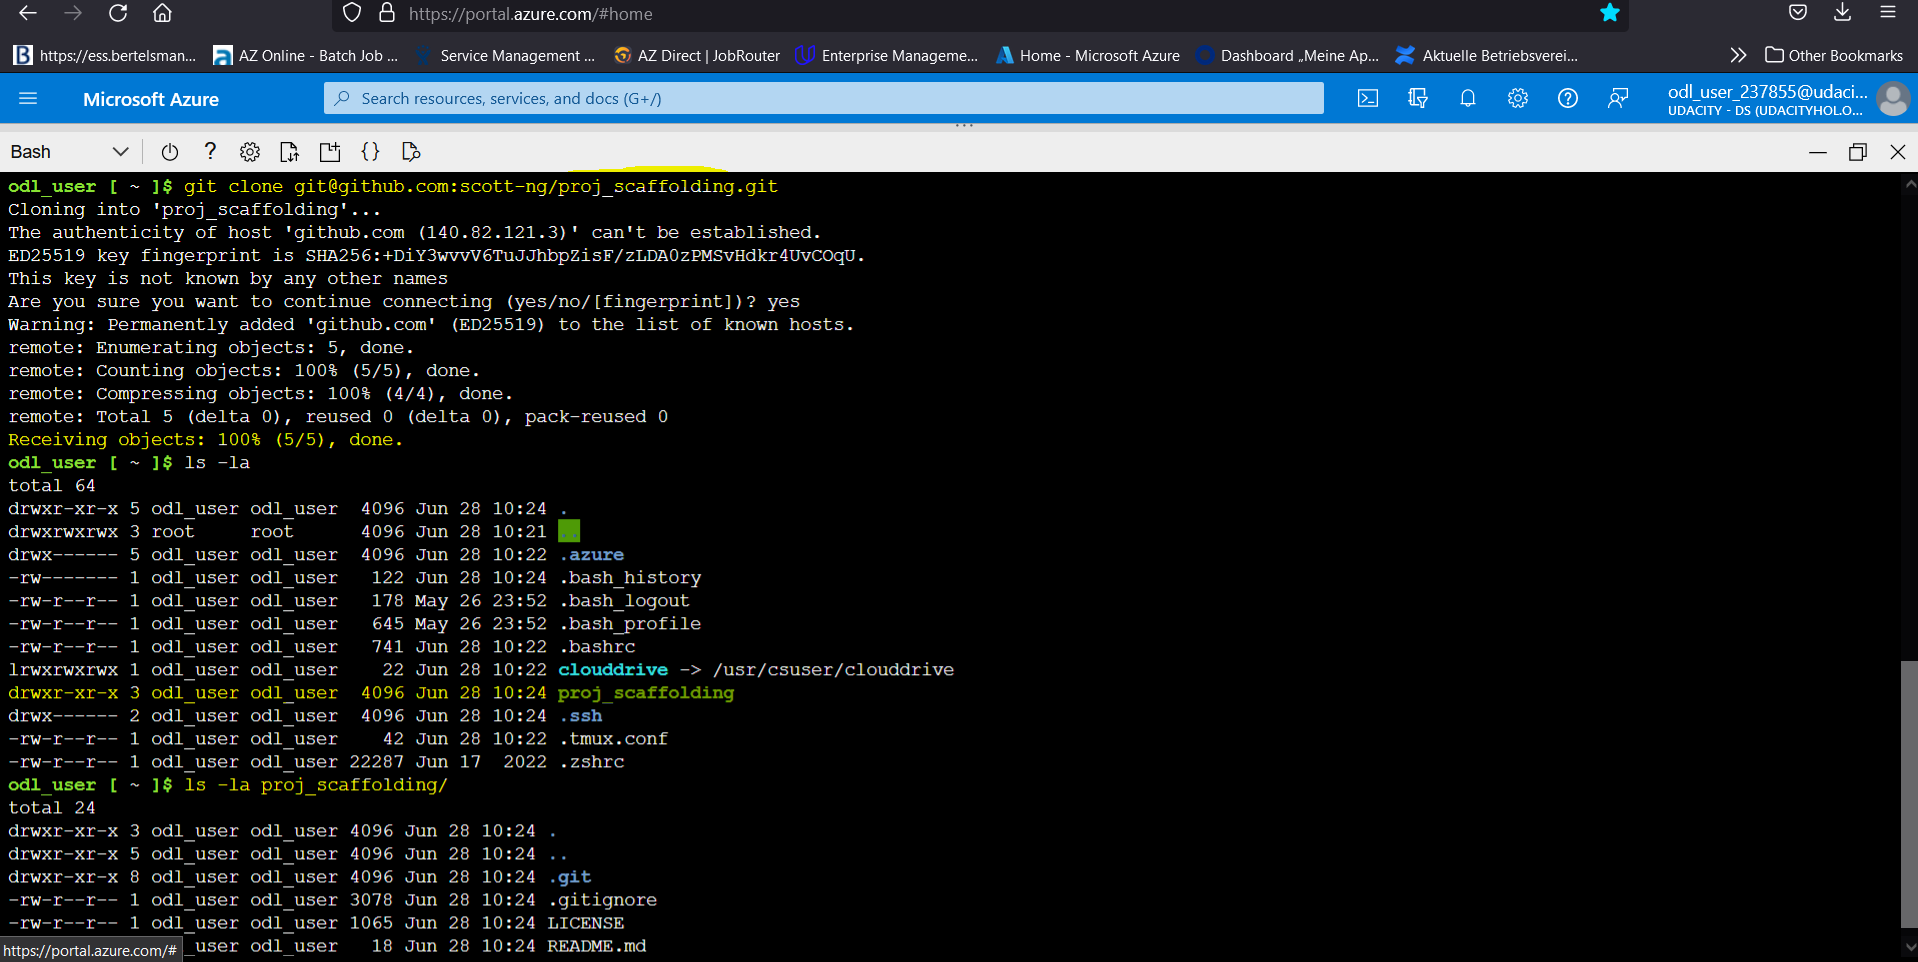 https://portal.azure.com/#home
https://ess.bertelsman... AZ Online - Batch Job ... Service Management ... AZ Direct | JobRouter Enterprise Manageme... Home - Microsoft Azure Dashboard „Meine Ap... Aktuelle Betriebsverei... Other Bookmarks
Microsoft Azure Search resources, services, and docs (G+/) odl_user_237855@udaci...
UDACITY - DS (UDACITYHOL.O...
Bash
odl_user [ ~ ]$ git clone git@github.com:scott-ng/proj_scaffolding.git
Cloning into 'proj_scaffolding'...
The authenticity of host 'github.com (140.82.121.3)' can't be established.
ED25519 key fingerprint is SHA256:+DiY3wvvV6TuJJhbpZisF/zLDA0zPMSvHdkr4UvCOqU.
This key is not known by any other names
Are you sure you want to continue connecting (yes/no/[fingerprint])? yes
Warning: Permanently added 'github.com' (ED25519) to the list of known hosts.
remote: Enumerating objects: 5, done.
remote: Counting objects: 100% (5/5), done.
remote: Compressing objects: 100% (4/4), done.
remote: Total 5 (delta 0), reused 0 (delta 0), pack-reused 0
Receiving objects: 100% (5/5), done.
odl_user [ ~ ]$ ls -la
total 64
drwxr-xr-x 5 odl_user odl_user  4096 Jun 28 10:24 .
drwxrwxrwx 3 root     root      4096 Jun 28 10:21 ..
drwx------ 5 odl_user odl_user  4096 Jun 28 10:22 .azure
-rw------- 1 odl_user odl_user   122 Jun 28 10:24 .bash_history
-rw-r--r-- 1 odl_user odl_user   178 May 26 23:52 .bash_logout
-rw-r--r-- 1 odl_user odl_user   645 May 26 23:52 .bash_profile
-rw-r--r-- 1 odl_user odl_user   741 Jun 28 10:22 .bashrc
lrwxrwxrwx 1 odl_user odl_user    22 Jun 28 10:22 clouddrive -> /usr/csuser/clouddrive
drwxr-xr-x 3 odl_user odl_user  4096 Jun 28 10:24 proj_scaffolding
drwx------ 2 odl_user odl_user  4096 Jun 28 10:24 .ssh
-rw-r--r-- 1 odl_user odl_user    42 Jun 28 10:22 .tmux.conf
-rw-r--r-- 1 odl_user odl_user 22287 Jun 17  2022 .zshrc
odl_user [ ~ ]$ ls -la proj_scaffolding/
total 24
drwxr-xr-x 3 odl_user odl_user 4096 Jun 28 10:24 .
drwxr-xr-x 5 odl_user odl_user 4096 Jun 28 10:24 ..
drwxr-xr-x 8 odl_user odl_user 4096 Jun 28 10:24 .git
-rw-r--r-- 1 odl_user odl_user 3078 Jun 28 10:24 .gitignore
-rw-r--r-- 1 odl_user odl_user 1065 Jun 28 10:24 LICENSE
https://portal.azure.com/# _user odl_user   18 Jun 28 10:24 README.md